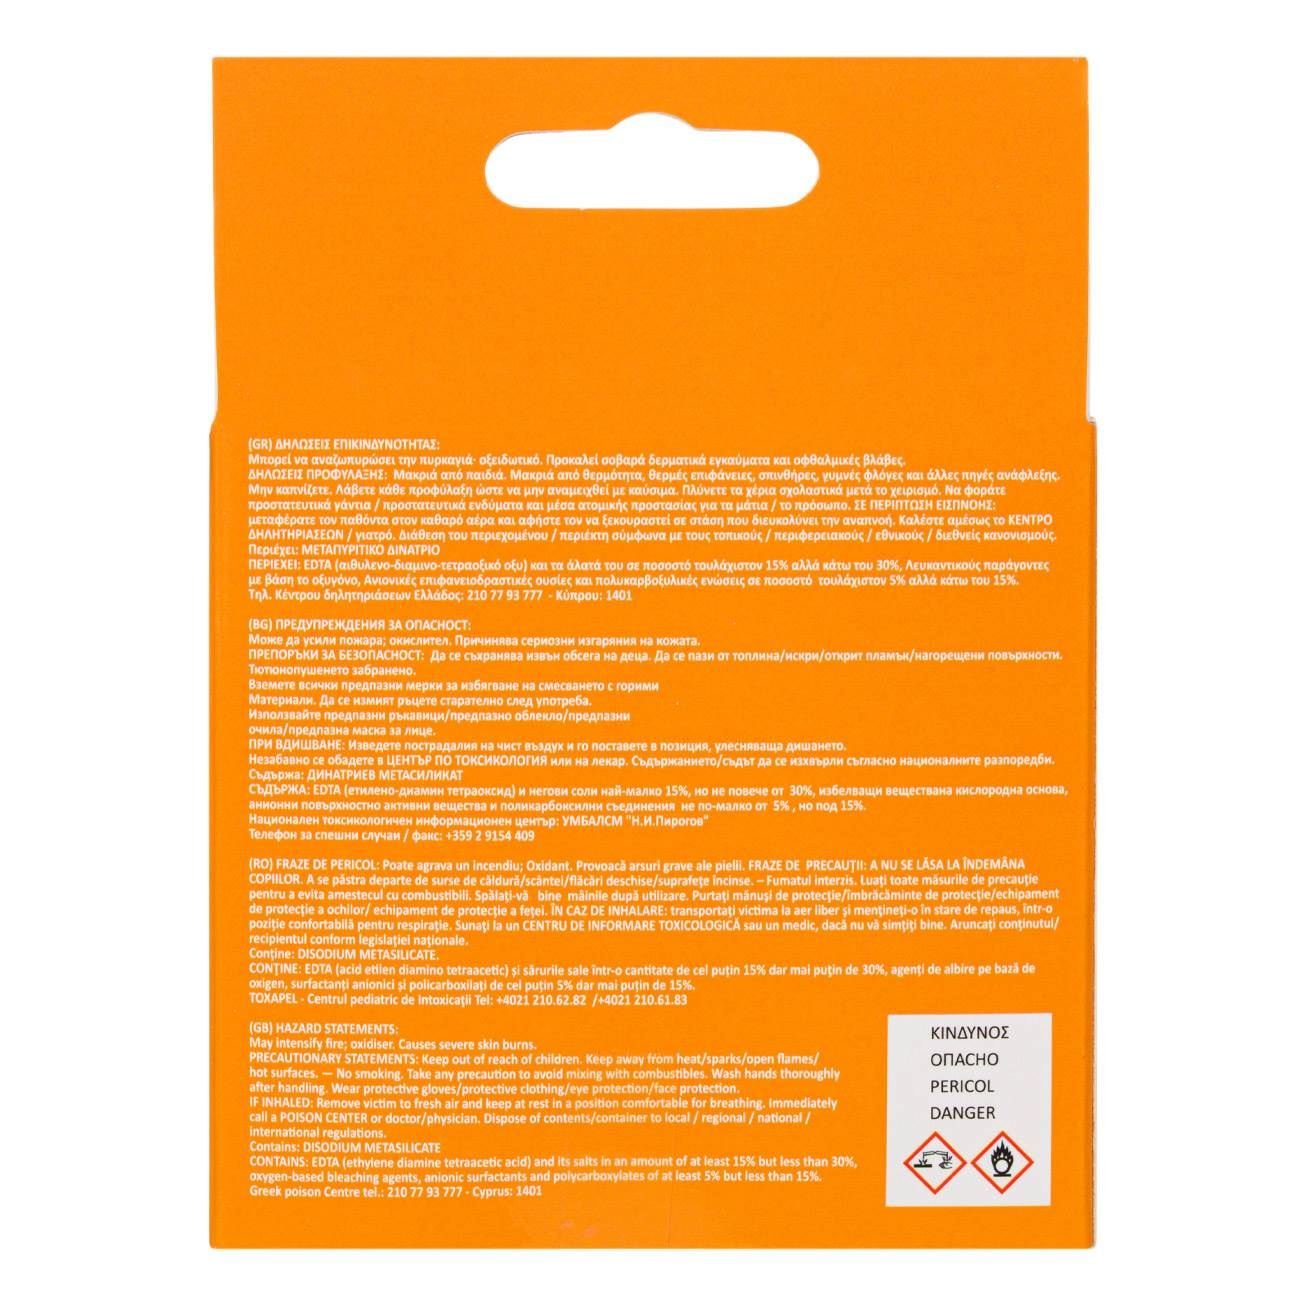 (GR) ΔΗΛΩΣΕΙΣ ΕΠΙΚΙΝΔΥΝΟΤΗΤΑΣ:
Μπορεί να αναζωπυρώσει την πυρκαγιά· οξειδωτικό. Προκαλεί σοβαρά δερματικά εγκαύματα και οφθαλμικές βλάβες.
ΔΗΛΩΣΕΙΣ ΠΡΟΦΥΛΑΞΗΣ: Μακριά από παιδιά. Μακριά από θερμότητα, θερμές επιφάνειες, σπινθήρες, γυμνές φλόγες και άλλες πηγές ανάφλεξης.
Μην καπνίζετε. Λάβετε κάθε προφύλαξη ώστε να μην αναμειχθεί με καύσιμα. Πλύνετε τα χέρια σχολαστικά μετά το χειρισμό. Να φοράτε
προστατευτικά γάντια / προστατευτικά ενδύματα και μέσα ατομικής προστασίας για τα μάτια / το πρόσωπο. ΣΕ ΠΕΡΙΠΤΩΣΗ ΕΙΣΠΝΟΗΣ:
μεταφέρατε τον παθόντα στον καθαρό αέρα και αφήστε τον να ξεκουραστεί σε στάση που διευκολύνει την αναπνοή. Καλέστε αμέσως το ΚΕΝΤΡΟ
ΔΗΛΗΤΗΡΙΑΣΕΩΝ / γιατρό. Διάθεση του περιεχομένου / περιέκτη σύμφωνα με τους τοπικούς / περιφερειακούς / εθνικούς / διεθνείς κανονισμούς.
Περιέχει: ΜΕΤΑΠΥΡΙΤΙΚΟ ΔΙΝΑΤΡΙΟ
ΠΕΡΙΕΧΕΙ: EDTA (αιθυλενο-διαμινο-τετραοξικό οξυ) και τα άλατά του σε ποσοστό τουλάχιστον 15% αλλά κάτω του 30%, Λευκαντικούς παράγοντες
με βάση το οξυγόνο, Ανιονικές επιφανειοδραστικές ουσίες και πολυκαρβοξυλικές ενώσεις σε ποσοστό τουλάχιστον 5% αλλά κάτω του 15%.
Τηλ. Κέντρου δηλητηριάσεων Ελλάδος: 210 77 93 777 - Κύπρου: 1401
(BG) ПРЕДУПРЕЖДЕНИЯ ЗА ОПАСНОСТ:
Може да усили пожара; окислител. Причинява сериозни изгаряния на кожата.
ПРЕПОРЪКИ ЗА БЕЗОПАСНОСТ: Да се съхранява извън обсега на деца. Да се пази от топлина/искри/открит пламък/нагорещени повърхности.
Тютюнопушенето забранено.
Вземете всички предпазни мерки за избягване на смесването с горими
Материали. Да се измият ръцете старателно след употреба.
Използвайте предпазни ръкавици/предпазно облекло/предпазни
очила/предпазна маска за лице.
ПРИ ВДИШВАНЕ: Изведете пострадалия на чист въздух и го поставете в позиция, улесняваща дишането.
Незабавно се обадете в ЦЕНТЪР ПО ТОКСИКОЛОГИЯ или на лекар. Съдържанието/съдът да се изхвърли съгласно националните разпоредби.
Съдържа: ДИНАТРИЕВ МЕТАСИЛИКАТ
СЪДЪРЖА: EDTA (етилено-диамин тетраоксид) и негови соли най-малко 15%, но не повече от 30%, избелващи веществана кислородна основа,
анионни повърхностно активни вещества и поликарбоксилни съединения не по-малко от 5% , но под 15%.
Национален токсикологичен информационен център: УМБАЛСМ "Н.И.Пирогов"
Телефон за спешни случаи / факс: +359 2 9154 409
(RO) FRAZE DE PERICOL: Poate agrava un incendiu; Oxidant. Provoacă arsuri grave ale pielii. FRAZE DE PRECAUȚII: A NU SE LĂSA LA ÎNDEMÂNA
COPIILOR. A se păstra departe de surse de căldură/scântei/flăcări deschise/suprafețe încinse. – Fumatul interzis. Luați toate măsurile de precauție
pentru a evita amestecul cu combustibili. Spălați-vă bine mâinile după utilizare. Purtați mănuși de protecție/îmbrăcăminte de protecție/echipament
de protecție a ochilor/ echipament de protecție a feței. ÎN CAZ DE INHALARE: transportați victima la aer liber și mențineți-o în stare de repaus, într-o
poziție confortabilă pentru respirație. Sunați la un CENTRU DE INFORMARE TOXICOLOGICĂ sau un medic, dacă nu vă simțiți bine. Aruncați conținutul/
recipientul conform legislației naționale.
Conține: DISODIUM METASILICATE.
CONȚINE: EDTA (acid etilen diamino tetraacetic) și sărurile sale într-o cantitate de cel puțin 15% dar mai puțin de 30%, agenți de albire pe bază de
oxigen, surfactanți anionici și policarboxilați de cel puțin 5% dar mai puțin de 15%.
TOXAPEL - Centrul pediatric de intoxicații Tel: +4021 210.62.82 /+4021 210.61.83
(GB) HAZARD STATEMENTS:
May intensify fire; oxidiser. Causes severe skin burns.
PRECAUTIONARY STATEMENTS: Keep out of reach of children. Keep away from heat/sparks/open flames/
hot surfaces. — No smoking. Take any precaution to avoid mixing with combustibles. Wash hands thoroughly
after handling. Wear protective gloves/protective clothing/eye protection/face protection.
IF INHALED: Remove victim to fresh air and keep at rest in a position comfortable for breathing. Immediately
call a POISON CENTER or doctor/physician. Dispose of contents/container to local / regional / national /
international regulations.
Contains: DISODIUM METASILICATE
CONTAINS: EDTA (ethylene diamine tetraacetic acid) and its salts in an amount of at least 15% but less than 30%,
oxygen-based bleaching agents, anionic surfactants and polycarboxylates of at least 5% but less than 15%.
Greek poison Centre tel.: 210 77 93 777 - Cyprus: 1401
ΚΙΝΔΥΝΟΣ
ОПАСНО
PERICOL
DANGER